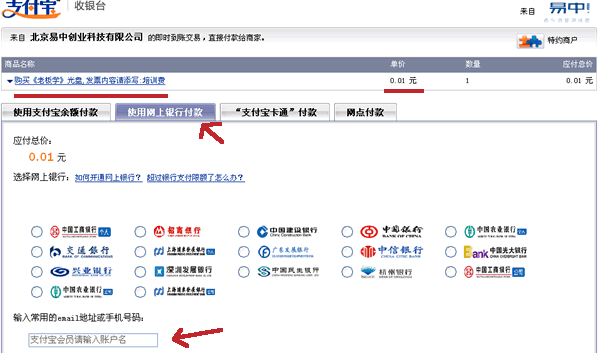 支付宝 收银台 来自 易中!
来自 北京易中创业科技有限公司 的即时到账交易，直接付款给商家。 特约商户
商品名称 单价 数量 应付总价
购买《老板学》光盘,发票内容请添写:培训费 0.01 元 1 0.01 元
使用支付宝余额付款 使用网上银行付款 “支付宝卡通”付款 网点付款
应付总价：
0.01 元
选择网上银行： 如何开通网上银行？ 超过银行支付限额了怎么办？
中国工商银行 个人 招商银行 中国建设银行 China Construction Bank 中国银行 BANK OF CHINA 中国农业银行
交通银行 BANK OF COMMUNICATIONS 上海浦东发展银行 广东发展银行 中信银行 CHINA CITIC BANK Bank 中国光大银行
兴业银行 深圳发展银行 中国民生银行 杭州银行 中国工商银行
中国农业银行 上海浦东发展银行
输入常用的email地址或手机号码：
支付宝会员请输入账户名